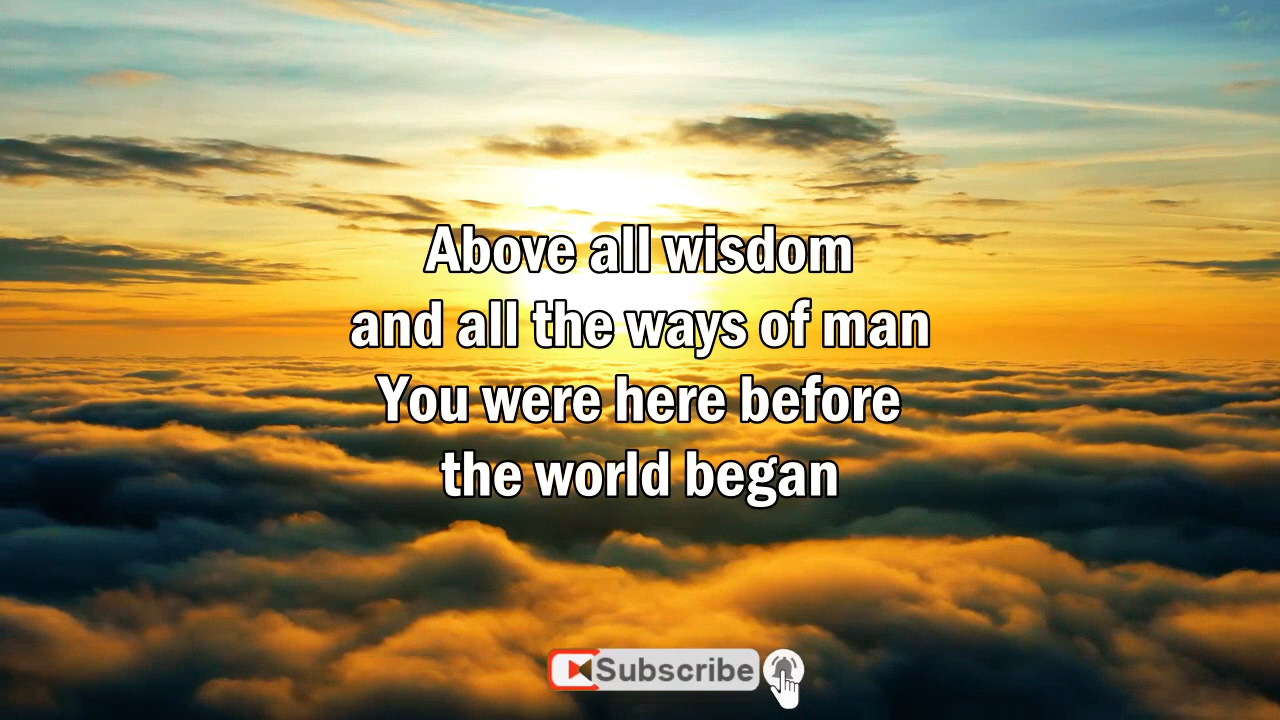 Above all wisdom
and all the ways of man
You were here before
the world began
Subscribe